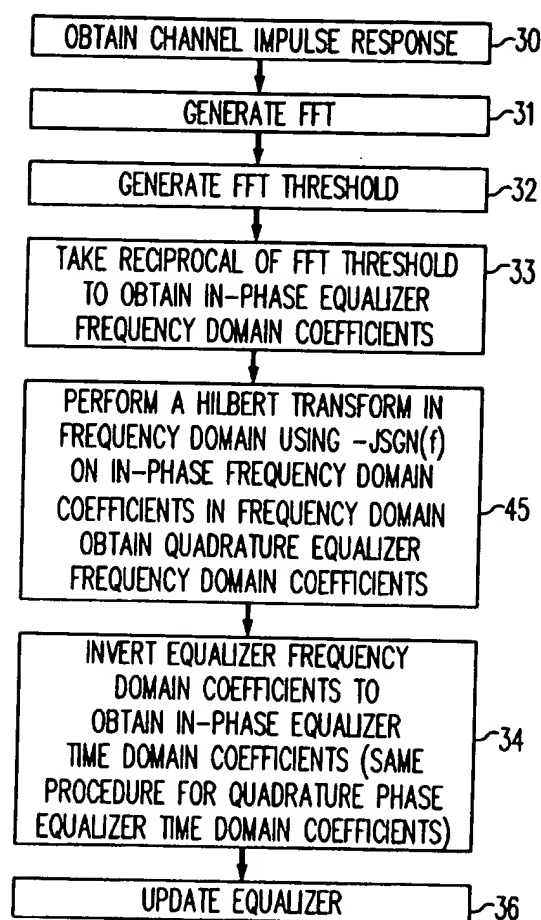 OBTAIN CHANNEL IMPULSE RESPONSE 30
GENERATE FFT 31
GENERATE FFT THRESHOLD 32
TAKE RECIPROCAL OF FFT THRESHOLD 33
TO OBTAIN IN-PHASE EQUALIZER
FREQUENCY DOMAIN COEFFICIENTS
PERFORM A HILBERT TRANSFORM IN
FREQUENCY DOMAIN USING -JSGN(f)
ON IN-PHASE FREQUENCY DOMAIN
COEFFICIENTS IN FREQUENCY DOMAIN 45
OBTAIN QUADRATURE EQUALIZER
FREQUENCY DOMAIN COEFFICIENTS
INVERT EQUALIZER FREQUENCY
DOMAIN COEFFICIENTS TO
OBTAIN IN-PHASE EQUALIZER
TIME DOMAIN COEFFICIENTS (SAME 34
PROCEDURE FOR QUADRATURE PHASE
EQUALIZER TIME DOMAIN COEFFICIENTS)
UPDATE EQUALIZER 36